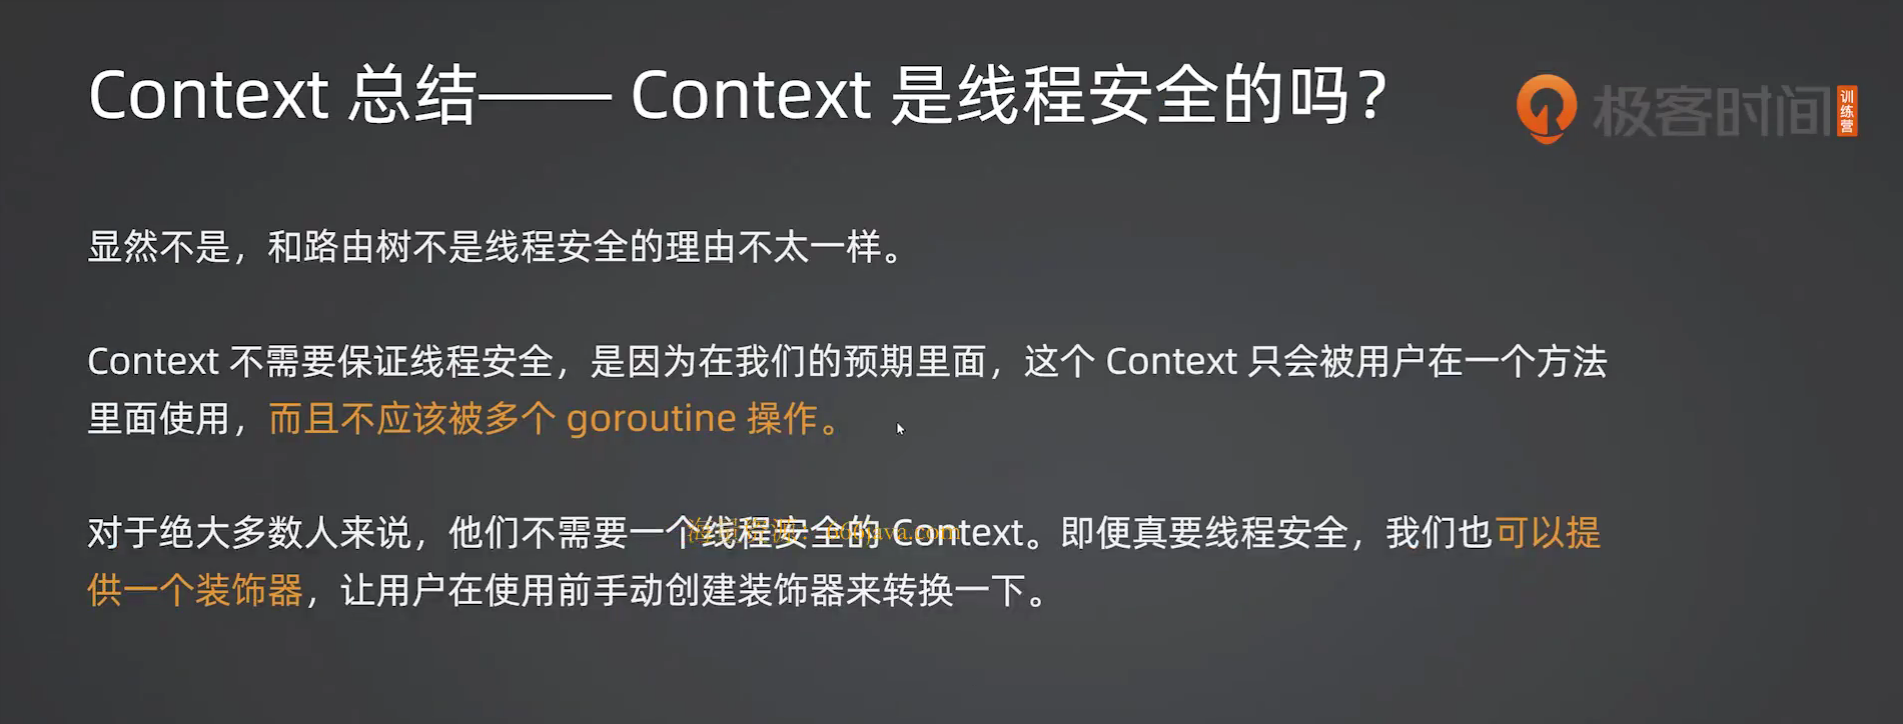 Context 总结—— Context 是线程安全的吗？
极客时间
训练营
显然不是，和路由树不是线程安全的理由不太一样。
Context 不需要保证线程安全，是因为在我们的预期里面，这个 Context 只会被用户在一个方法
里面使用，而且不应该被多个 goroutine 操作。
对于绝大多数人来说，他们不需要一个线程安全的 Context。即便真要线程安全，我们也可以提
海量资源：666java.com
供一个装饰器，让用户在使用前手动创建装饰器来转换一下。